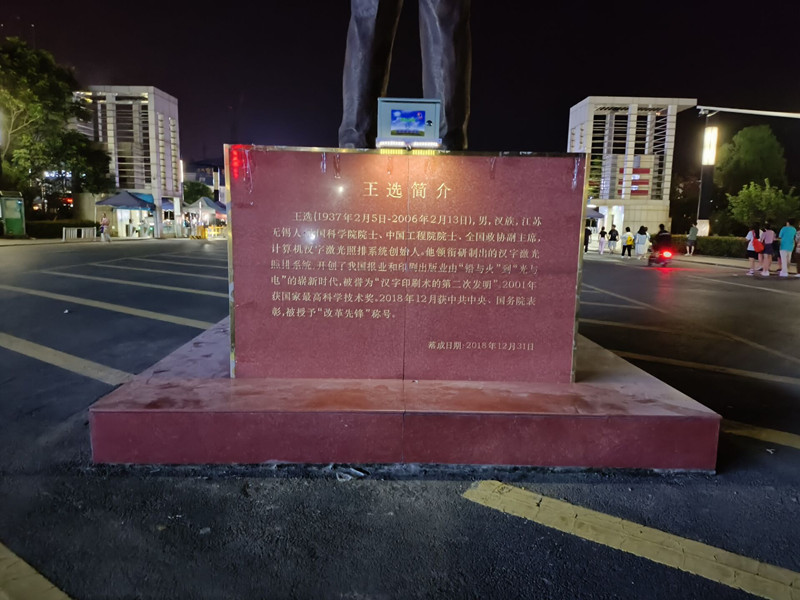 王选简介
王选(1937年2月5日-2006年2月13日),男,汉族,江苏
无锡人,中国科学院院士、中国工程院院士、全国政协副主席,
计算机汉字激光照排系统创始人。他领衔研制出的汉字激光
照排系统,开创了我国报业和印刷出版业由“铅与火”到“光与
电”的崭新时代,被誉为“汉字印刷术的第二次发明”。2001年
获国家最高科学技术奖。2018年12月获中共中央、国务院表
彰,被授予“改革先锋”称号。
落成日期:2018年12月31日